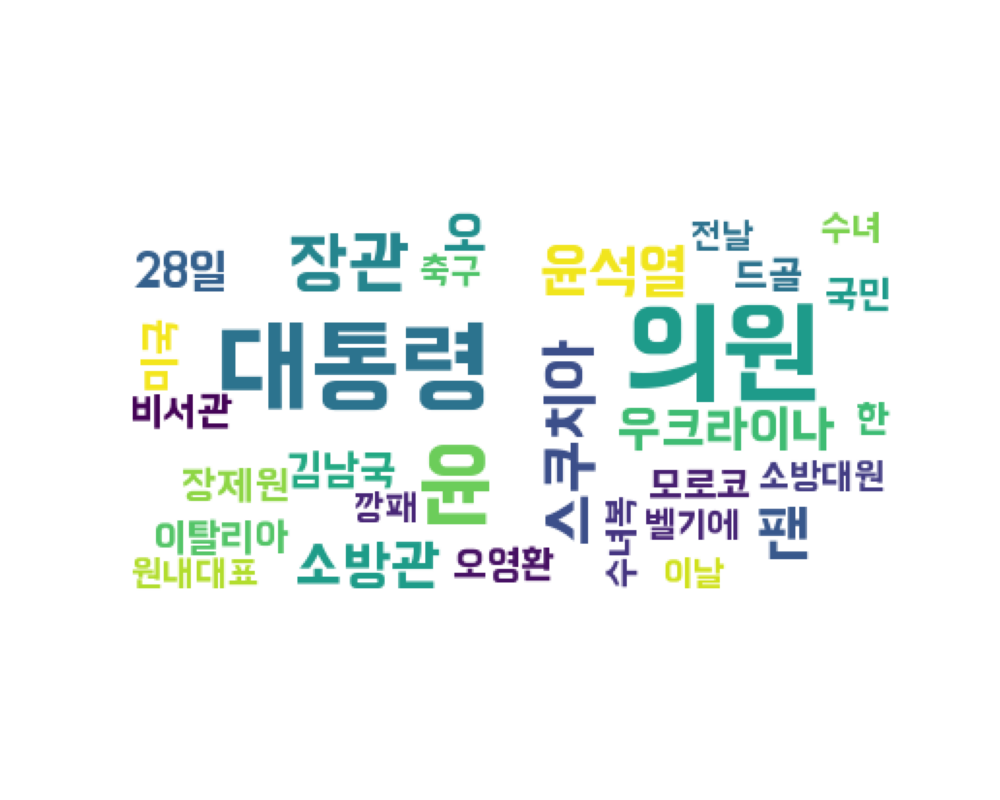 28일
장관
오
축구
미국
대통령
비서관
장제원
김남국
깡패
윤
이탈리아
원내대표
소방관
오영환
윤석열
전날
수녀
드골
국민
의원
스쿠치아
우크라이나
한
모로코
소방대원
수녀복
벨기에
팬
이날